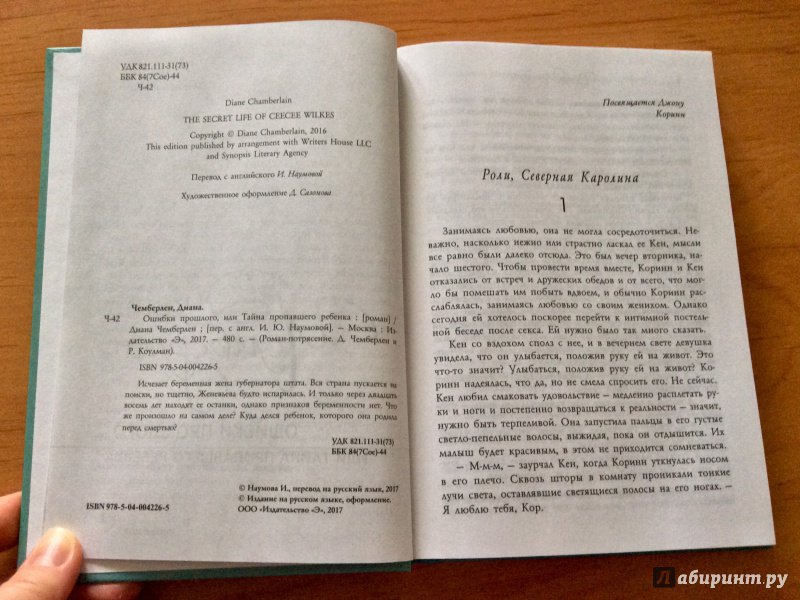 УДК 821.111-31(73)
ББК 84(7Сое)-44
Ч-42
Diane Chamberlain
THE SECRET LIFE OF CEECEE WILKES
Copyright © Diane Chamberlain, 2016
This edition published by arrangement with Writers House LLC
and Synopsis Literary Agency
Перевод с английского И. Наумовой
Художественное оформление Д. Сазонова
Чемберлен, Диана.
Ч-42 Ошибки прошлого, или Тайна пропавшего ребенка : [роман] /
Диана Чемберлен ; [пер. с англ. И. Ю. Наумовой]. — Москва : Из-
дательство «Э», 2017. — 480 с. — (Роман-потрясение. Д. Чемберлен и
Р. Коулман).
ISBN 978-5-04-004226-5
Исчезает беременная жена губернатора штата. Вся страна пускается на
поиски, но тщетно, Женевьева будто испарилась. И только через двадцать
восемь лет находят ее останки, однако признаков беременности нет. Что
же произошло на самом деле? Куда делся ребенок, которого она родила
перед смертью?
УДК 821.111-31(73)
ББК 84(7Сое)-44
© Наумова И., перевод на русский язык, 2017
© Издание на русском языке, оформление.
ISBN 978-5-04-004226-5 ООО «Издательство «Э», 2017
Посвящается Джону
Коринн
Роли, Северная Каролина
1
Занимаясь любовью, она не могла сосредоточиться. Не-
важно, насколько нежно или страстно ласкал ее Кен, мысли
все равно были далеко отсюда. Это был вечер вторника, на-
чало шестого. Чтобы провести время вместе, Коринн и Кен
отказались от встреч и дружеских обедов и от всего, что мог-
ло бы помешать им побыть вдвоем, и обычно Коринн рас-
слаблялась, занимаясь любовью со своим женихом. Однако
сегодня ей хотелось поскорее перейти к интимной постель-
ной беседе после секса. Ей нужно было так много сказать.
Кен со вздохом сполз с нее, и в вечернем свете девушка
увидела, что он улыбается, положив руку ей на живот. Это
что-то значит? Улыбаться, положив руку ей на живот? Ко-
ринн надеялась, что да, но не смела спросить его. Не сейчас.
Кен любил смаковать удовольствие — медленно расплетать ру-
ки и ноги и постепенно возвращаться к реальности — значит,
нужно быть терпеливой. Она запустила пальцы в его густые
светло-пепельные волосы, выжидая, пока он отдышится. Их
малыш будет красивым, в этом не приходится сомневаться.
— М-м-м, — заурчал Кен, когда Коринн уткнулась носом
в его плечо. Сквозь шторы в комнату проникали тонкие
лучи света, оставлявшие светящиеся полосы на его ногах. —
Я люблю тебя, Кор.
Лабиринт.ру